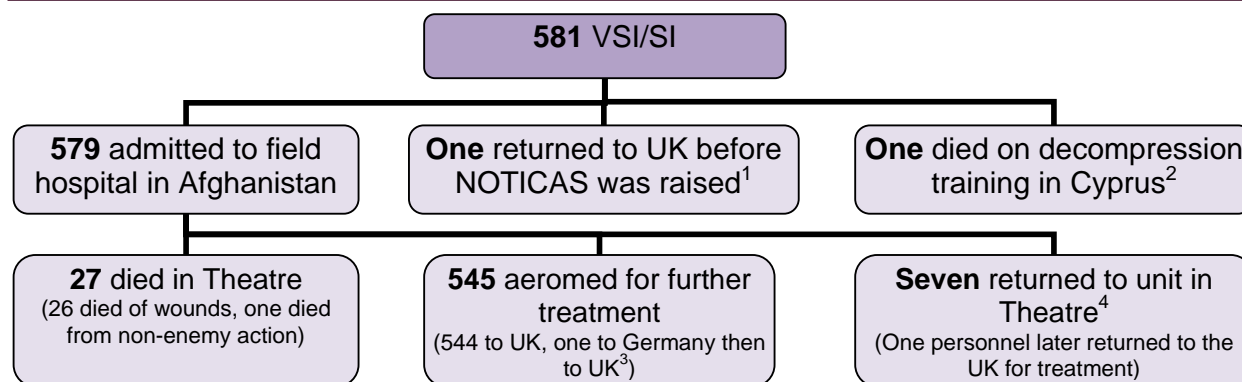 581 VSI/SI
579 admitted to field
hospital in Afghanistan
One returned to UK before
NOTICAS was raised¹
One died on decompression
training in Cyprus²
27 died in Theatre
(26 died of wounds, one died
from non-enemy action)
545 aeromed for further
treatment
(544 to UK, one to Germany then
to UK³)
Seven returned to unit in
Theatre⁴
(One personnel later returned to the
UK for treatment)